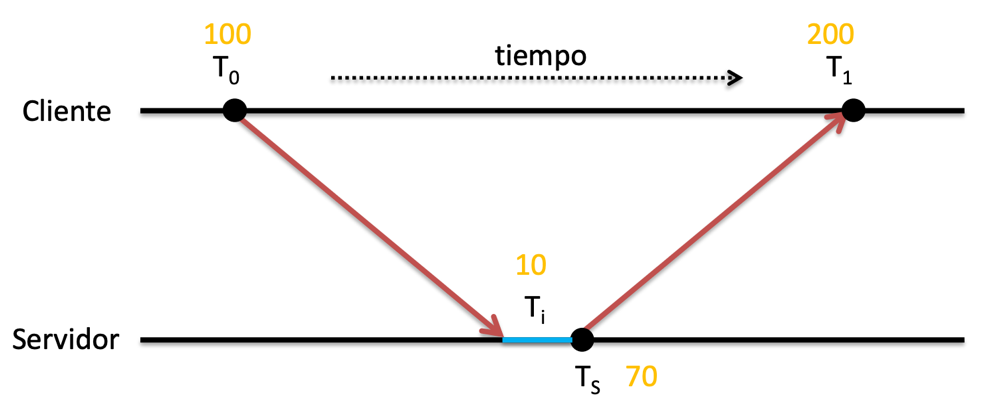 100
200
T0
tiempo
T1
Cliente
10
Ti
Servidor
TS
70